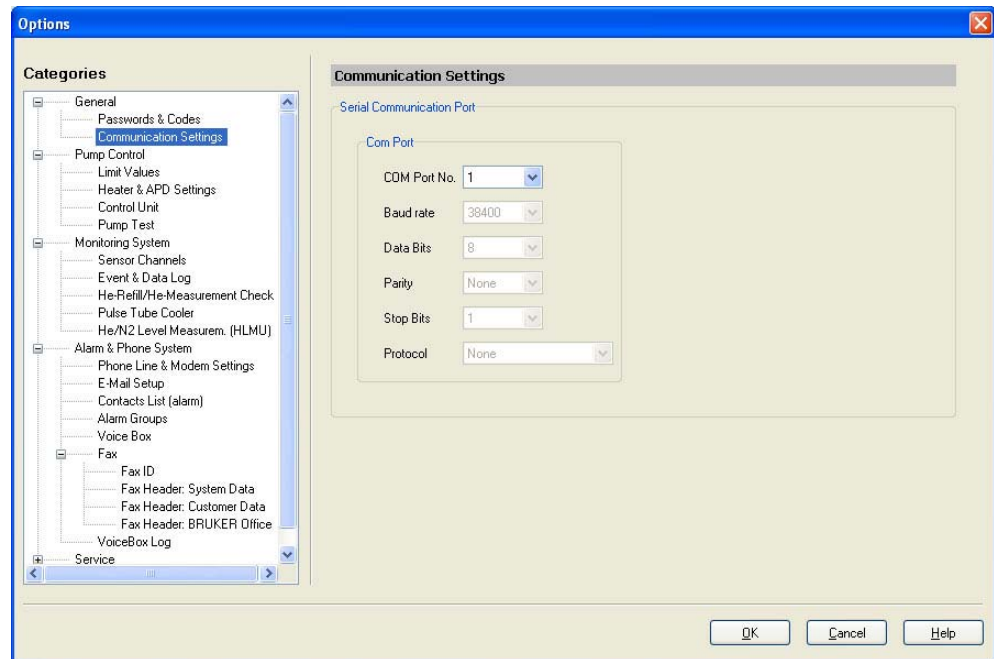 Options
Categories
General
Passwords & Codes
Communication Settings
Pump Control
Limit Values
Heater & APD Settings
Control Unit
Pump Test
Monitoring System
Sensor Channels
Event & Data Log
He-Refill/He-Measurement Check
Pulse Tube Cooler
He/N2 Level Measurem. (HLMU)
Alarm & Phone System
Phone Line & Modem Settings
E-Mail Setup
Contacts List (alarm)
Alarm Groups
Voice Box
Fax
Fax ID
Fax Header: System Data
Fax Header: Customer Data
Fax Header: BRUKER Office
VoiceBox Log
Service
Communication Settings
Serial Communication Port
Com Port
COM Port No. 1
Baud rate 38400
Data Bits 8
Parity None
Stop Bits 1
Protocol None
OK Cancel Help